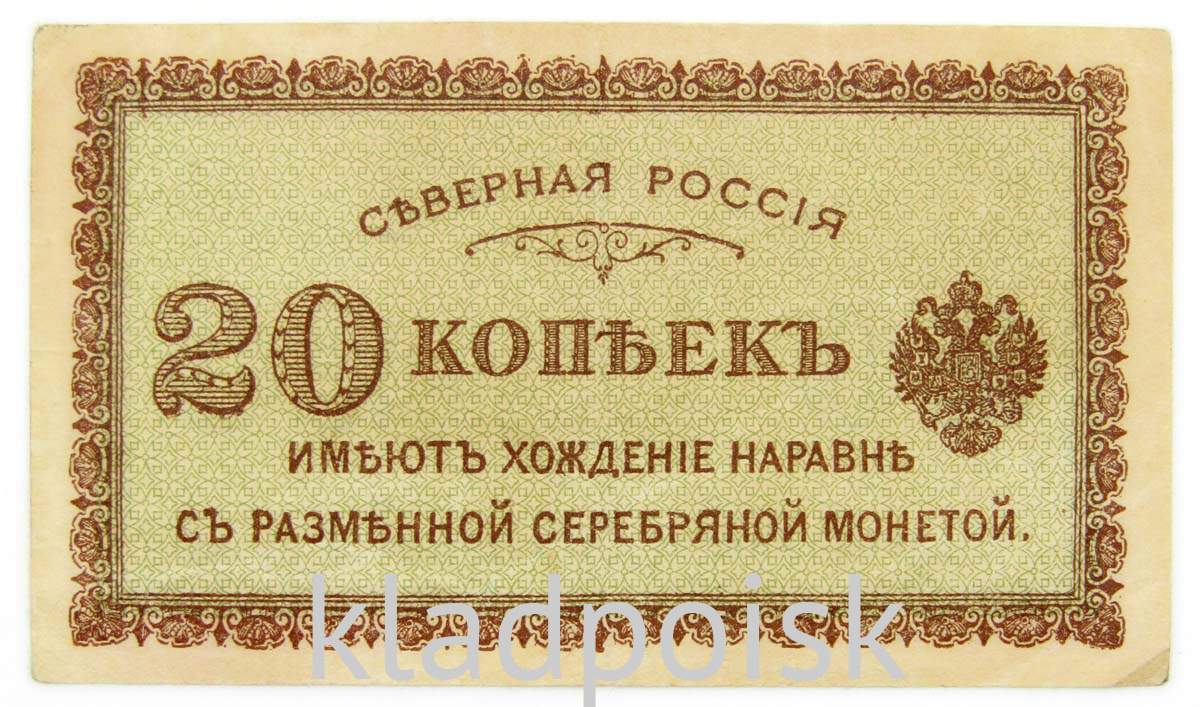 СѢВЕРНАЯ РОССІЯ
20 КОПѢЕКЪ
ИМѢЮТЪ ХОЖДЕНІЕ НАРАВНѢ
СЪ РАЗМѢННОЙ СЕРЕБРЯНОЙ МОНЕТОЙ.
kladpoisk